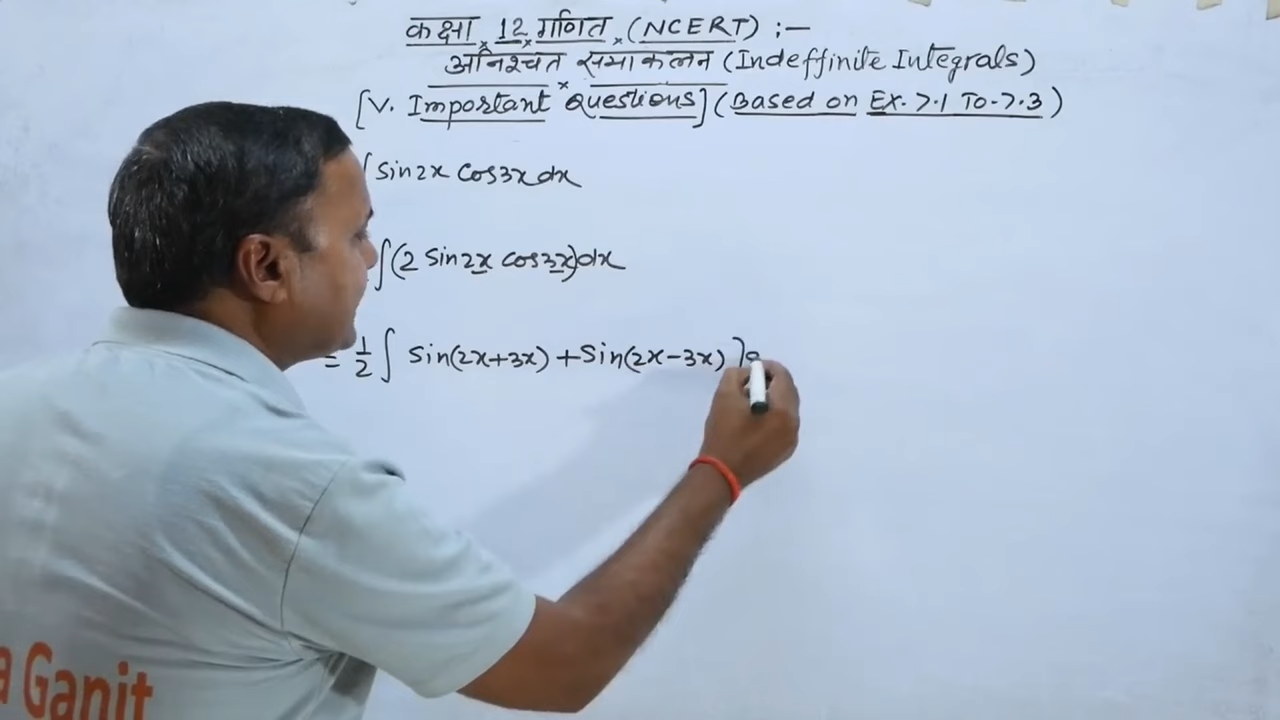 कक्षा 12 गणित (NCERT) :-
अनिश्चत समाकलन (Indeffinite Integrals)
[V. Important Questions] (Based on Ex. 7.1 To 7.3)
∫ Sin2x Cos3x dx
∫(2 Sin2x Cos3x)dx
= 1/2 ∫ Sin(2x+3x) + Sin(2x-3x) ]
a Ganit